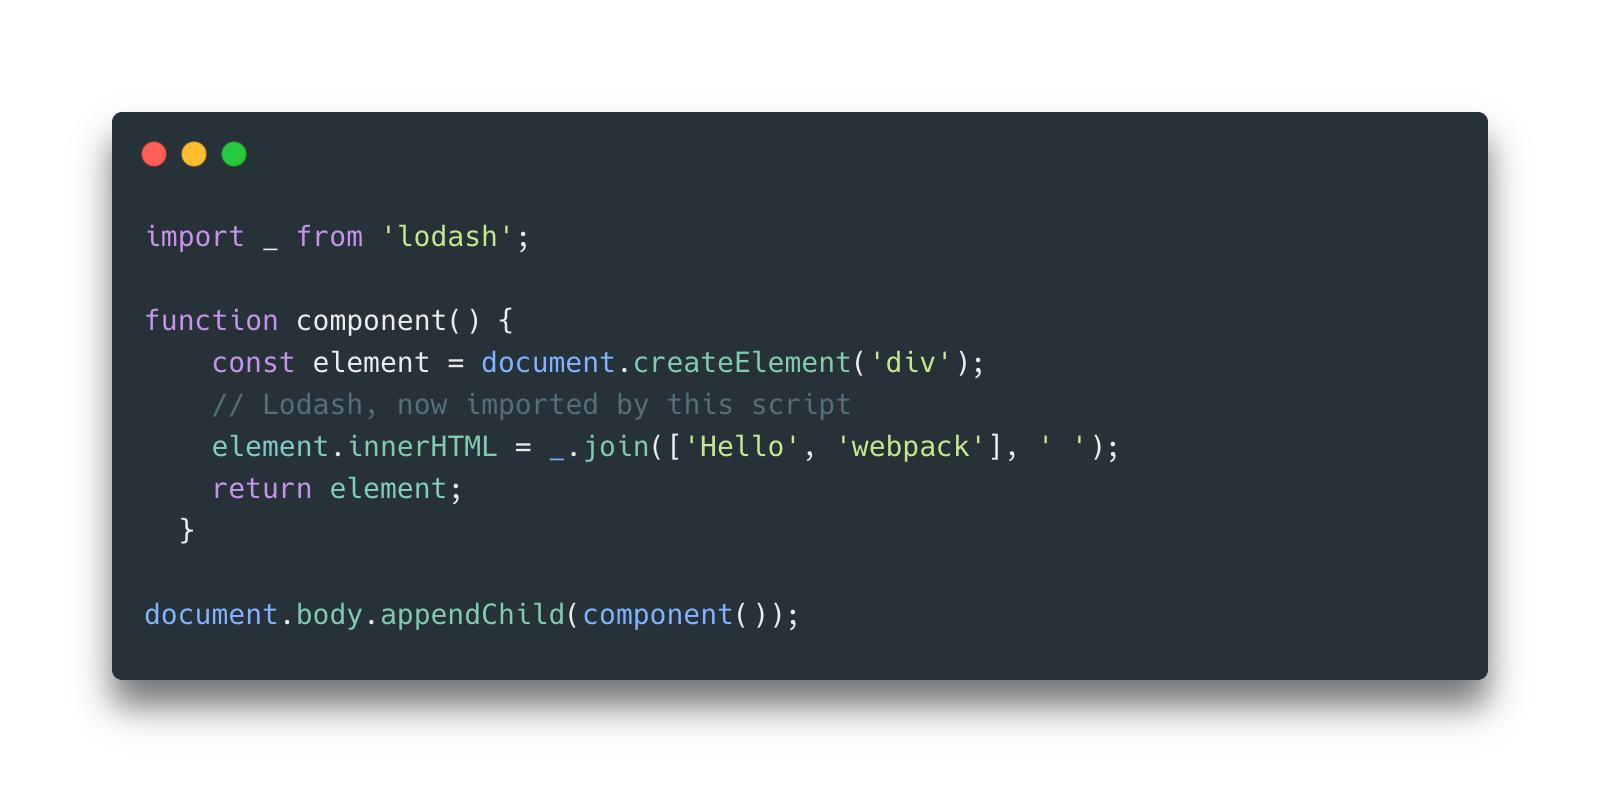 import _ from 'lodash';

function component() {
    const element = document.createElement('div');
    // Lodash, now imported by this script
    element.innerHTML = _.join(['Hello', 'webpack'], ' ');
    return element;
  }

document.body.appendChild(component());